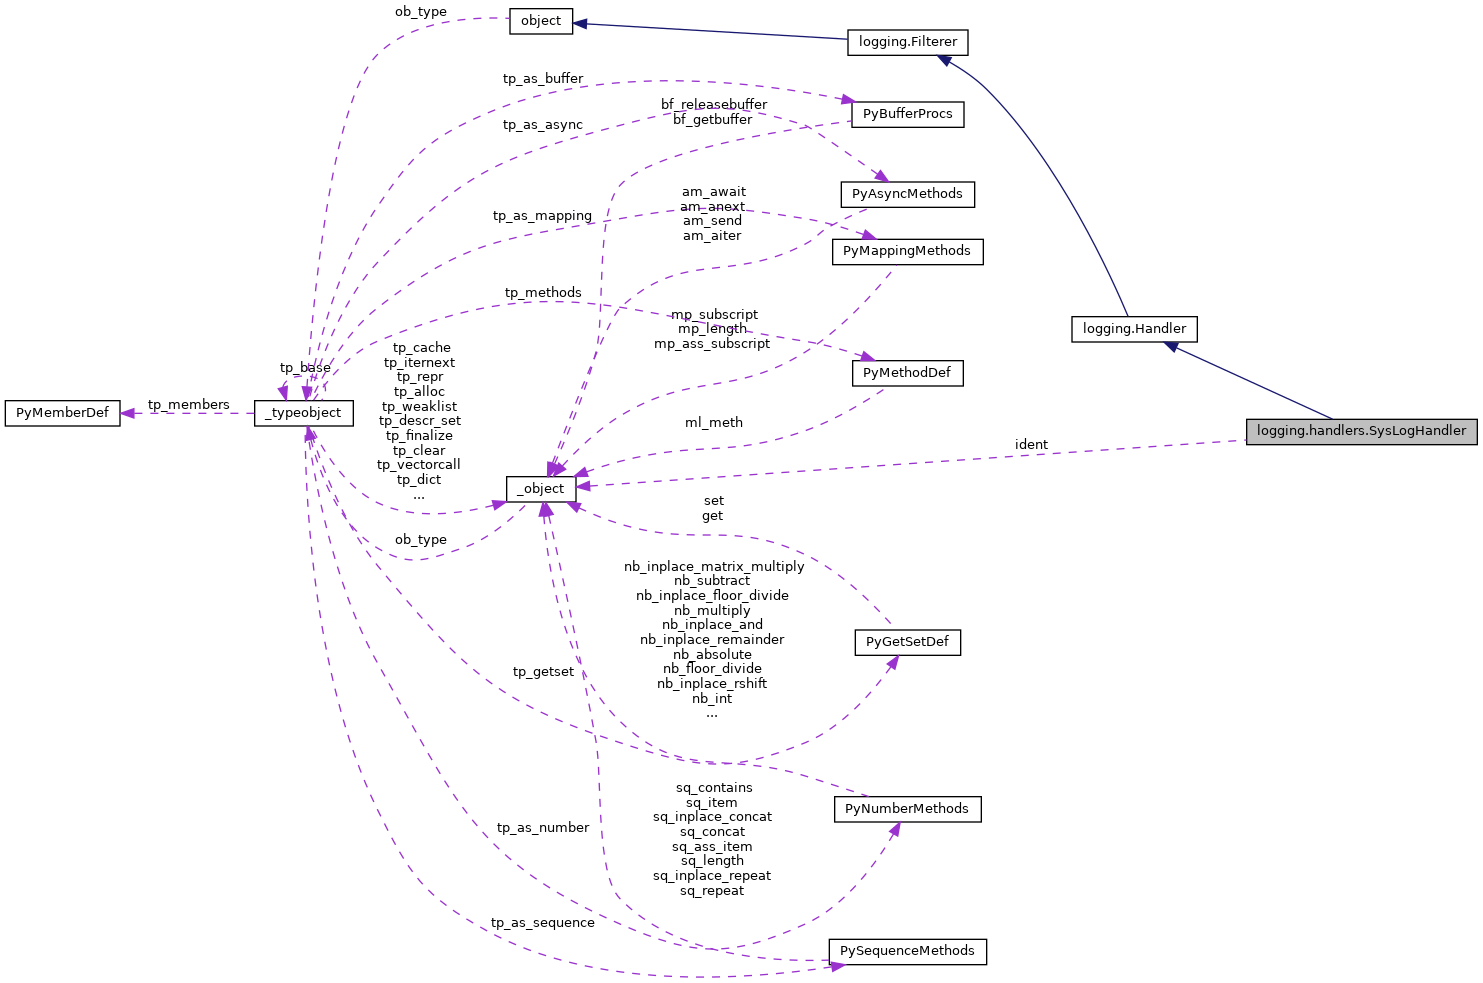 ob_type
object
logging.Filterer
tp_as_buffer
bf_releasebuffer
bf_getbuffer
PyBufferProcs
tp_as_async
am_await
am_anext
am_send
am_aiter
PyAsyncMethods
tp_as_mapping
PyMappingMethods
tp_methods
mp_subscript
mp_length
mp_ass_subscript
logging.Handler
tp_base
tp_cache
tp_iternext
tp_repr
tp_alloc
tp_weaklist
tp_descr_set
tp_finalize
tp_clear
tp_vectorcall
tp_dict
...
PyMethodDef
PyMemberDef
tp_members
_typeobject
ml_meth
logging.handlers.SysLogHandler
ident
_object
set
get
ob_type
nb_inplace_matrix_multiply
nb_subtract
nb_inplace_floor_divide
nb_multiply
nb_inplace_and
nb_inplace_remainder
nb_absolute
nb_floor_divide
nb_inplace_rshift
nb_int
...
PyGetSetDef
tp_getset
sq_contains
sq_item
sq_inplace_concat
sq_concat
sq_ass_item
sq_length
sq_inplace_repeat
sq_repeat
PyNumberMethods
tp_as_number
tp_as_sequence
PySequenceMethods